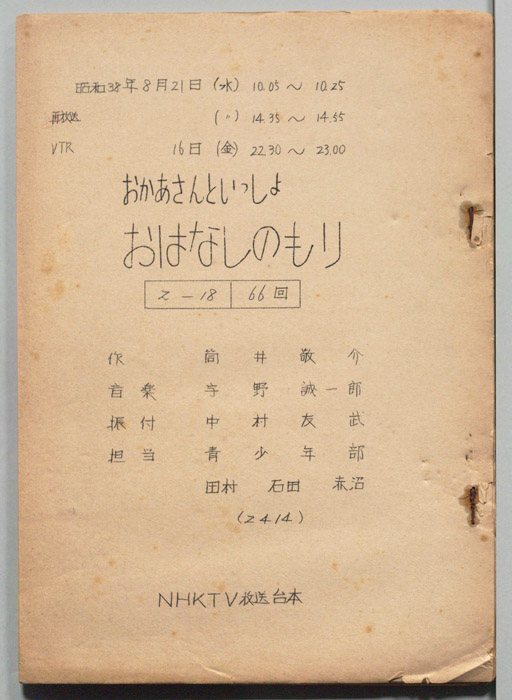 昭和38年8月21日 (水) 10.05～10.25
再放送 (〃) 14.35～14.55
VTR 16日 (金) 22.30～23.00
おかあさんといっしょ
おはなしのもり
Z－18 66回
作 筒井敬介
音楽 宇野誠一郎
振付 中村友武
担当 青少年部
田村 石田 赤沼
(2414)
NHKTV放送台本